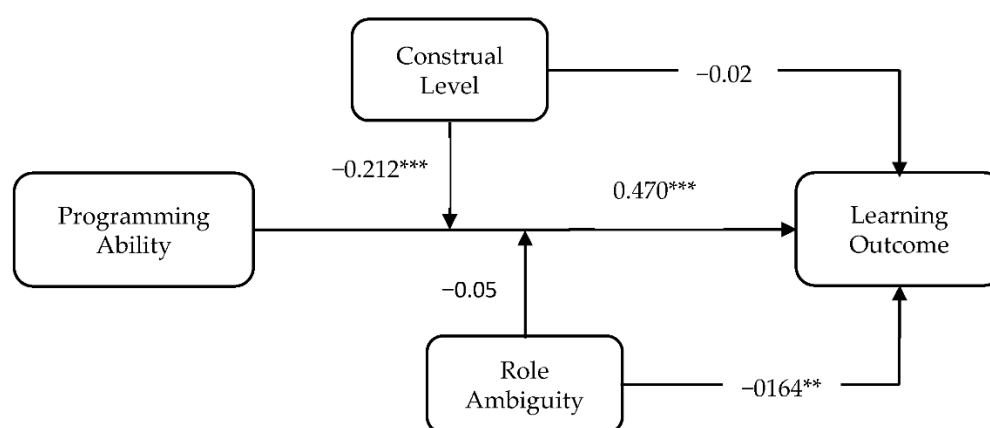 Construal
Level
−0.02
−0.212***
0.470***
Programming
Ability
Learning
Outcome
−0.05
Role
Ambiguity
−0164**